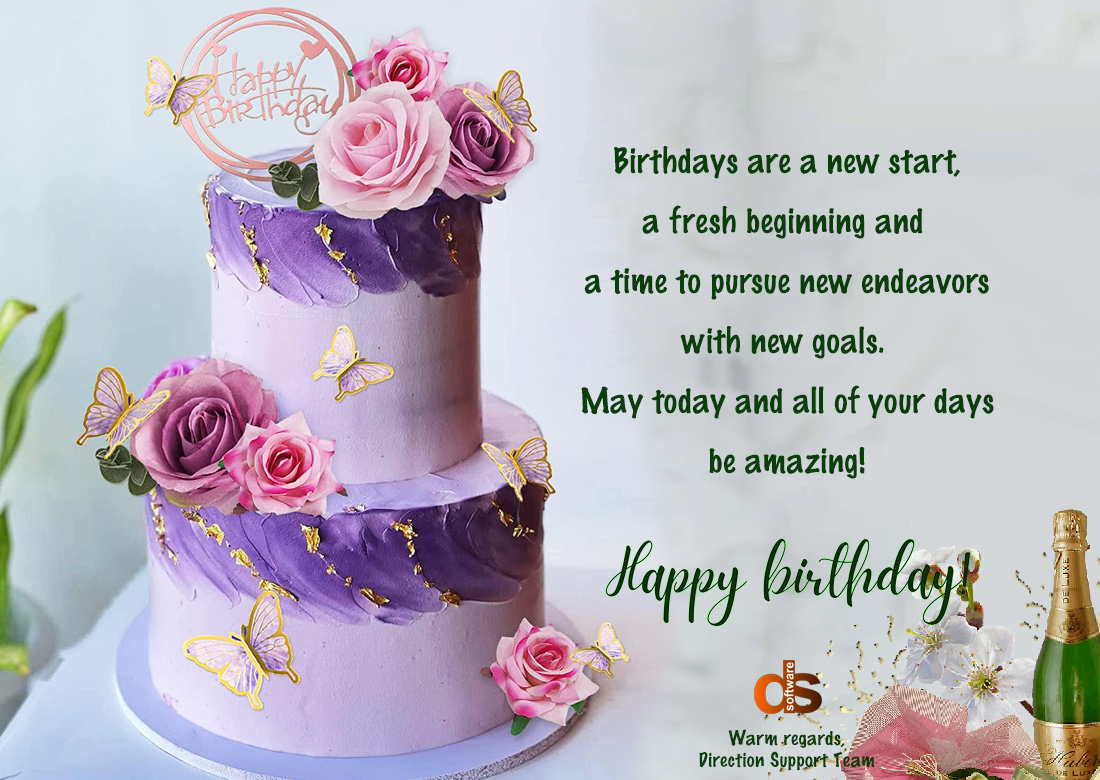 Happy
Birthday
Birthdays are a new start,
a fresh beginning and
a time to pursue new endeavors
with new goals.
May today and all of your days
be amazing!
Happy birthday!
ds
software
Warm regards,
Direction Support Team
DELUXE
DE LUXE